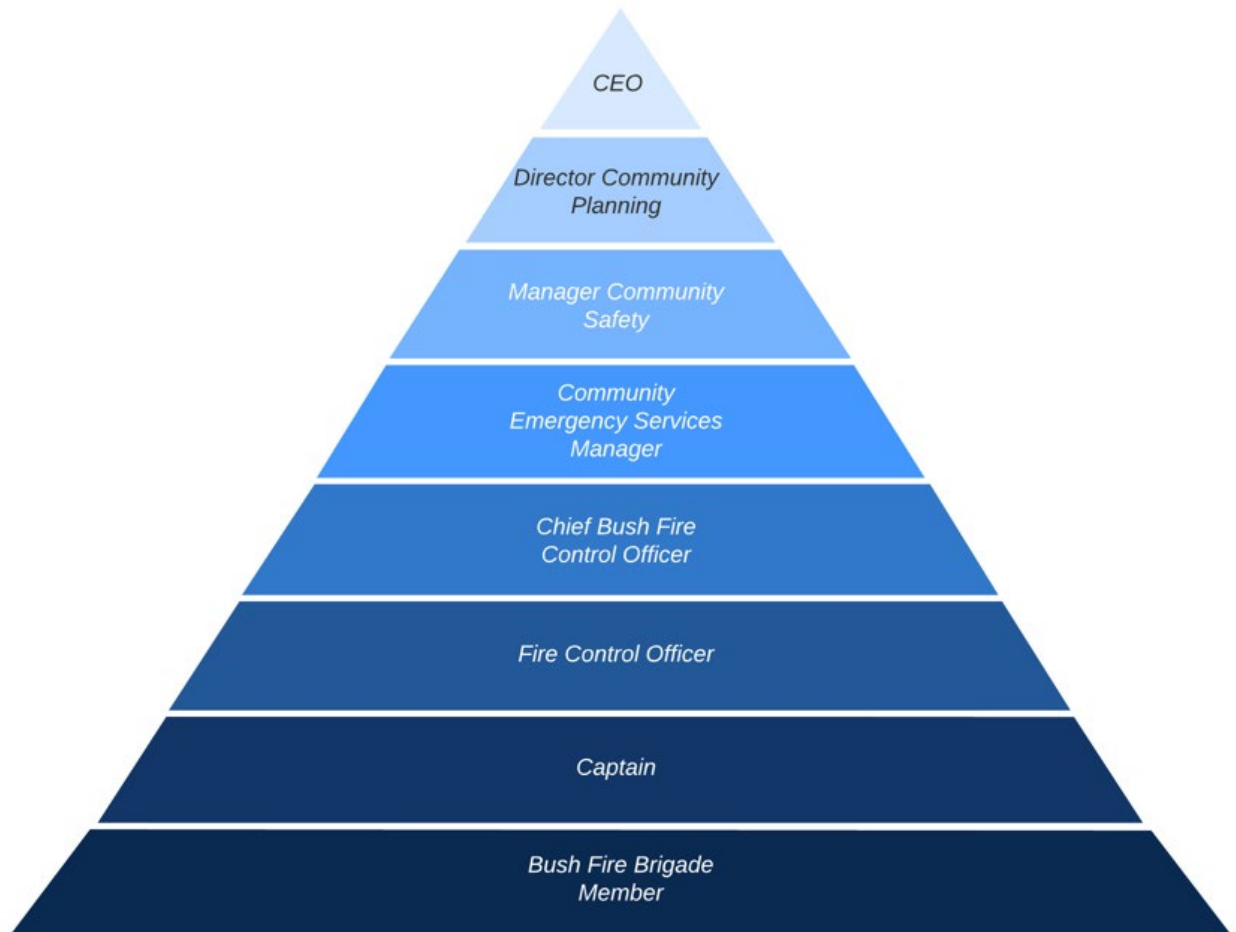 CEO
Director Community
Planning
Manager Community
Safety
Community
Emergency Services
Manager
Chief Bush Fire
Control Officer
Fire Control Officer
Captain
Bush Fire Brigade
Member